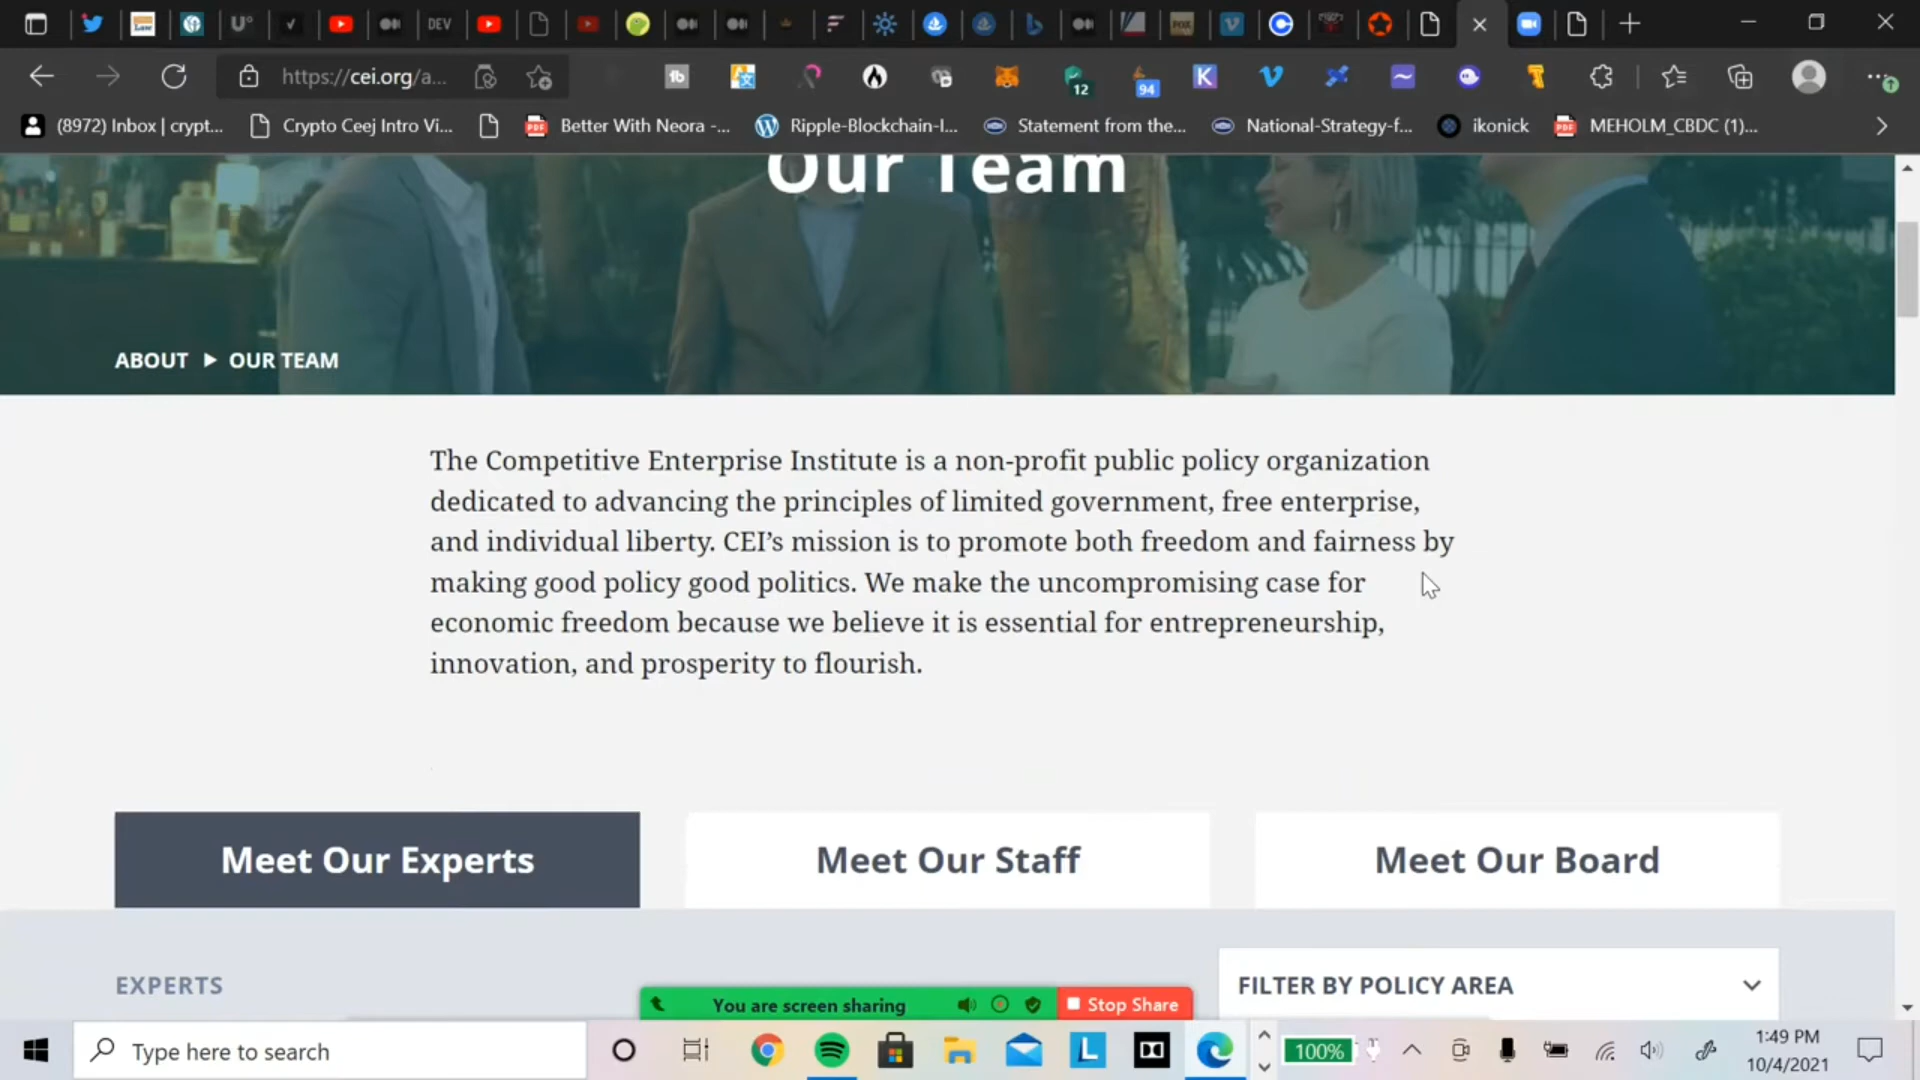 DEV
https://cei.org/a...
12
94
(8972) Inbox | crypt...
Crypto Ceej Intro Vi...
PDF
Better With Neora -...
Ripple-Blockchain-I...
Statement from the...
National-Strategy-f...
ikonick
PDF
MEHOLM_CBDC (1)...
Our Team
ABOUT ▶ OUR TEAM
The Competitive Enterprise Institute is a non-profit public policy organization
dedicated to advancing the principles of limited government, free enterprise,
and individual liberty. CEI’s mission is to promote both freedom and fairness by
making good policy good politics. We make the uncompromising case for
economic freedom because we believe it is essential for entrepreneurship,
innovation, and prosperity to flourish.
Meet Our Experts
Meet Our Staff
Meet Our Board
EXPERTS
FILTER BY POLICY AREA
You are screen sharing
Stop Share
Type here to search
100%
1:49 PM
10/4/2021